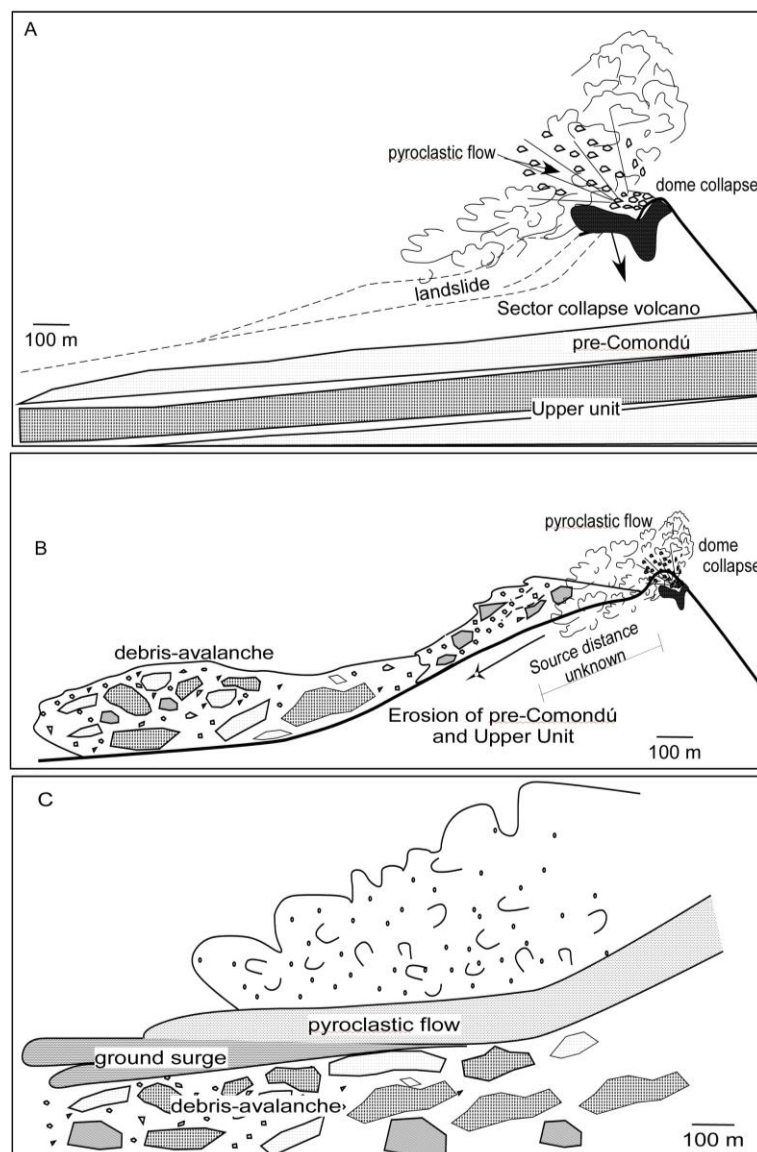 A
pyroclastic flow
dome collapse
landslide
Sector collapse volcano
100 m
pre-Comondú
Upper unit
B
pyroclastic flow
dome
collapse
debris-avalanche
Source distance
unknown
Erosion of pre-Comondú
and Upper Unit
100 m
C
pyroclastic flow
ground surge
debris-avalanche
100 m